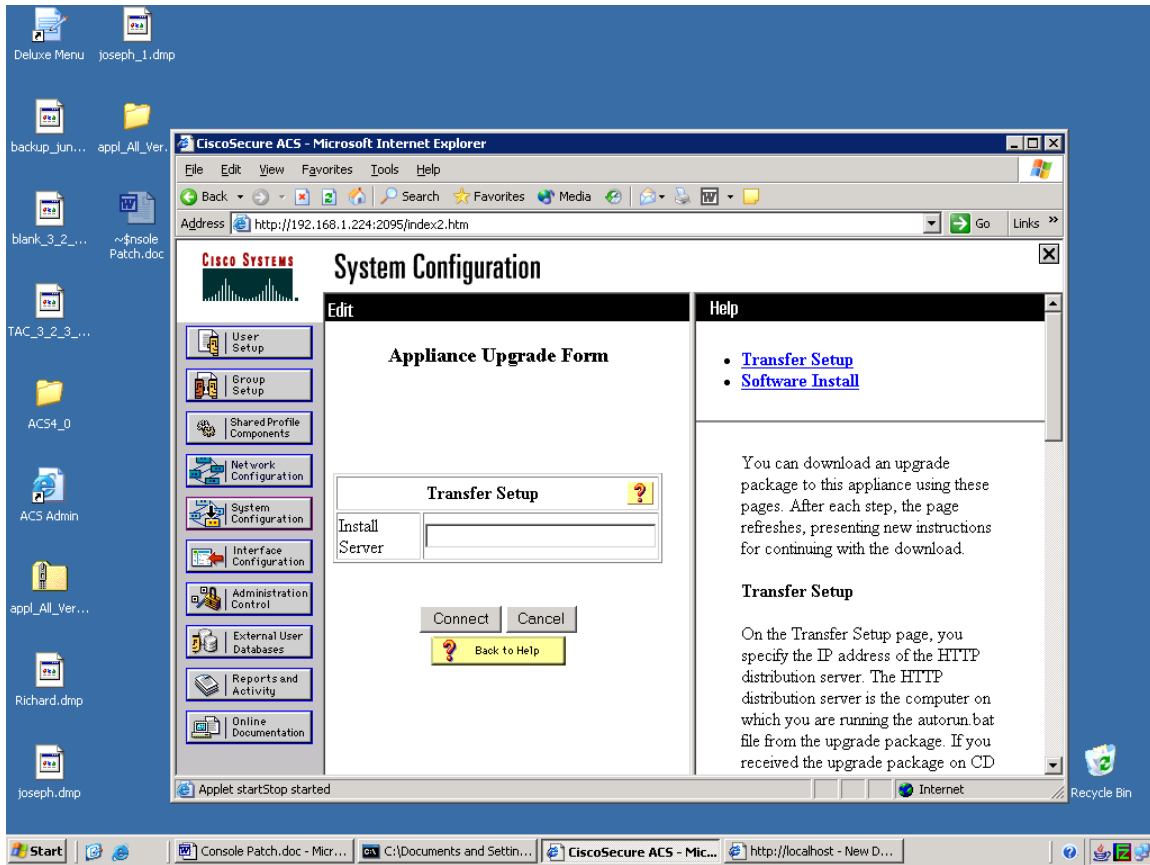 Deluxe Menu
joseph_1.dmp
backup_jun...
appl_All_Ver.
blank_3_2_...
~$nsole
Patch.doc
TAC_3_2_3_...
ACS4_0
ACS Admin
appl_All_Ver...
Richard.dmp
joseph.dmp
Recycle Bin
CiscoSecure ACS - Microsoft Internet Explorer
File Edit View Favorites Tools Help
Back Search Favorites Media
Address http://192.168.1.224:2095/index2.htm Go Links »
CISCO SYSTEMS
System Configuration
User
Setup
Group
Setup
Shared Profile
Components
Network
Configuration
System
Configuration
Interface
Configuration
Administration
Control
External User
Databases
Reports and
Activity
Online
Documentation
Edit
Appliance Upgrade Form
Transfer Setup ?
Install
Server
Connect Cancel
? Back to Help
Help
• Transfer Setup
• Software Install
You can download an upgrade
package to this appliance using these
pages. After each step, the page
refreshes, presenting new instructions
for continuing with the download.
Transfer Setup
On the Transfer Setup page, you
specify the IP address of the HTTP
distribution server. The HTTP
distribution server is the computer on
which you are running the autorun.bat
file from the upgrade package. If you
received the upgrade package on CD
Applet startStop started Internet
Start Console Patch.doc - Micr... C:\Documents and Settin... CiscoSecure ACS - Mic... http://localhost - New D...